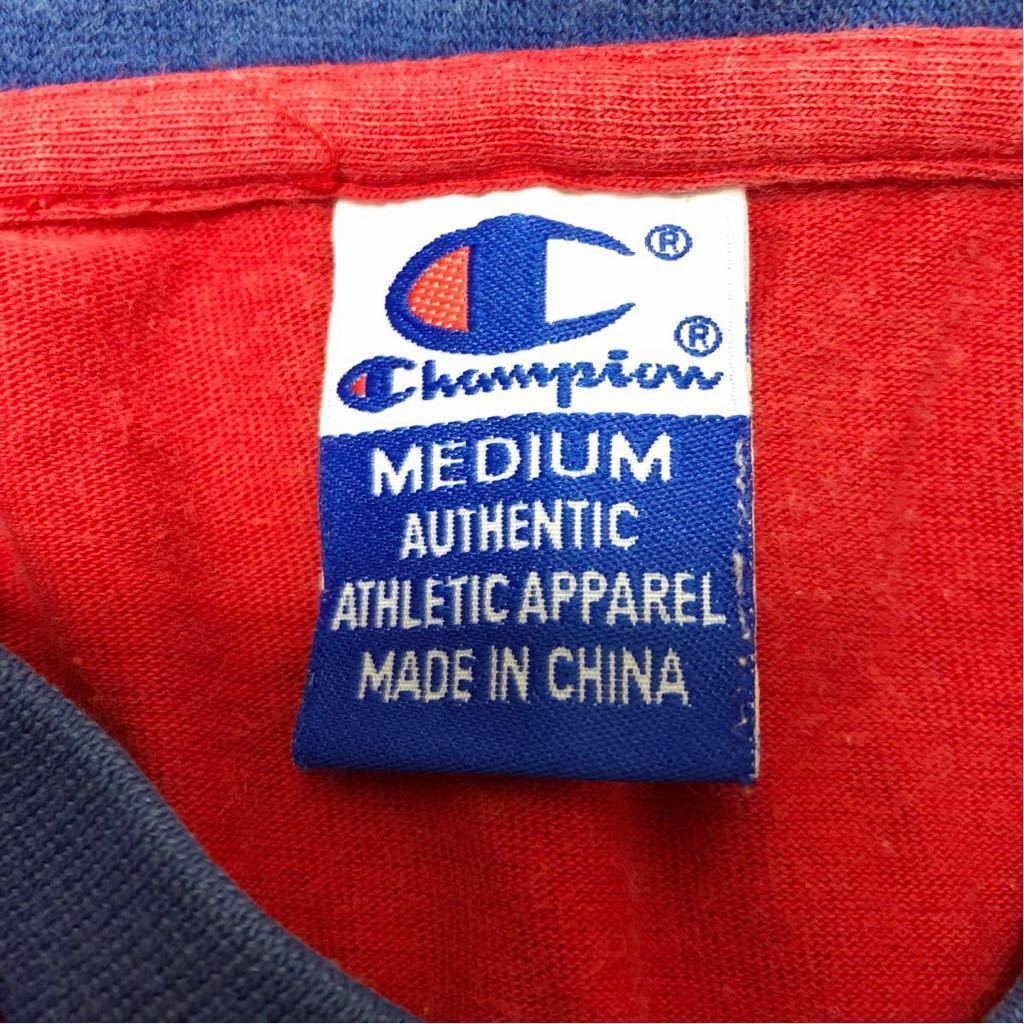 ®
®
Champion
MEDIUM
AUTHENTIC
ATHLETIC APPAREL
MADE IN CHINA